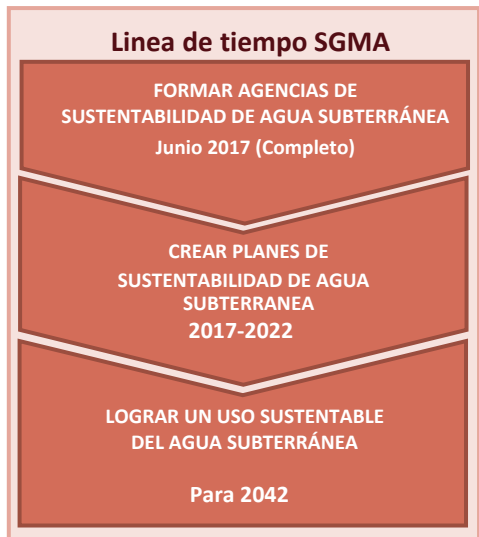 Linea de tiempo SGMA
FORMAR AGENCIAS DE
SUSTENTABILIDAD DE AGUA SUBTERRÁNEA
Junio 2017 (Completo)
CREAR PLANES DE
SUSTENTABILIDAD DE AGUA
SUBTERRANEA
2017-2022
LOGRAR UN USO SUSTENTABLE
DEL AGUA SUBTERRÁNEA
Para 2042